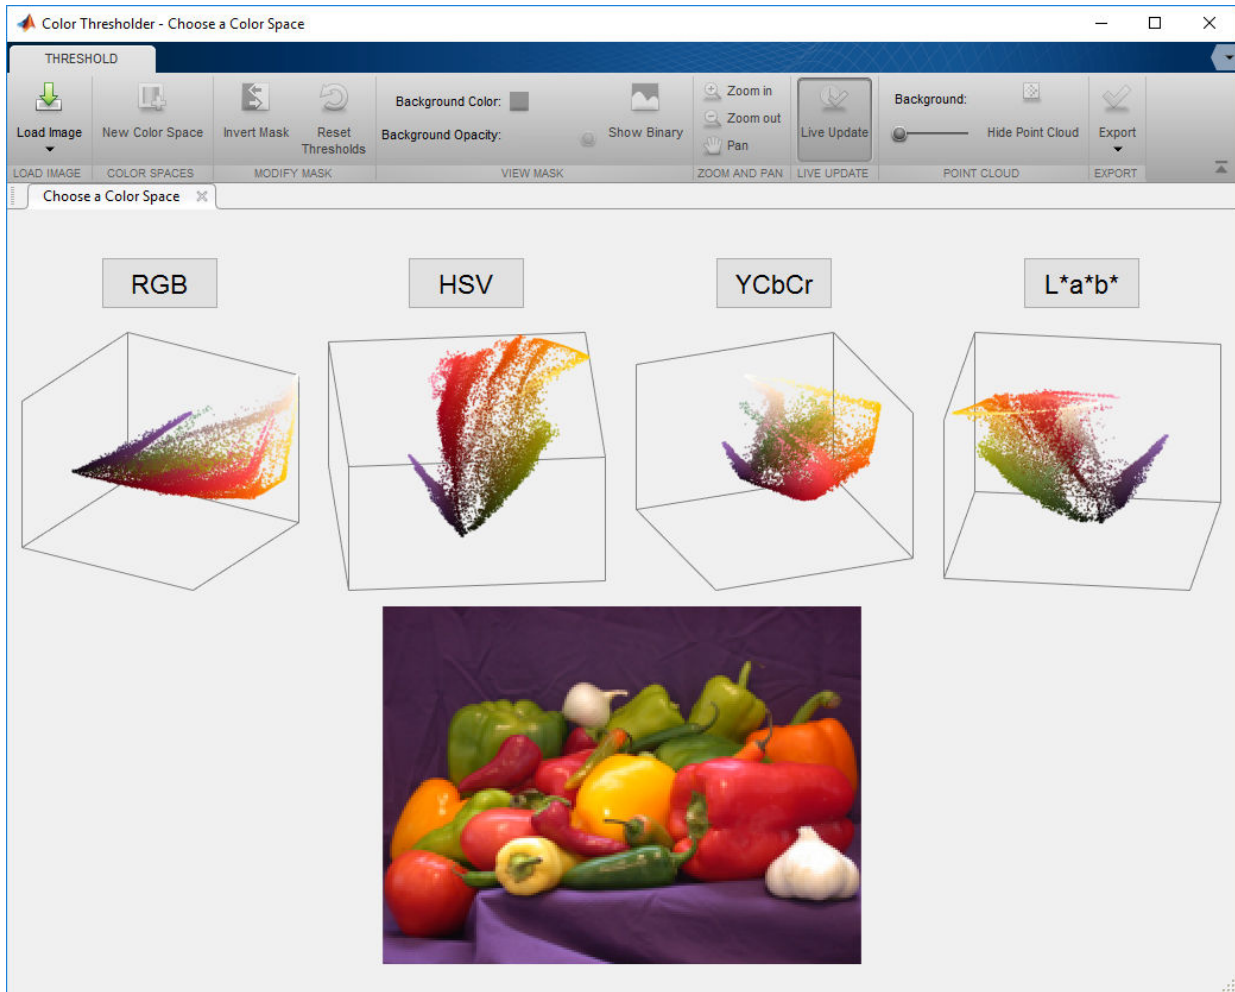 Color Thresholder - Choose a Color Space
THRESHOLD
Load Image
New Color Space
Invert Mask
Reset
Thresholds
Background Color:
Background Opacity:
Show Binary
Zoom in
Zoom out
Pan
Live Update
Background:
Hide Point Cloud
Export
LOAD IMAGE
COLOR SPACES
MODIFY MASK
VIEW MASK
ZOOM AND PAN
LIVE UPDATE
POINT CLOUD
EXPORT
Choose a Color Space
RGB
HSV
YCbCr
L*a*b*